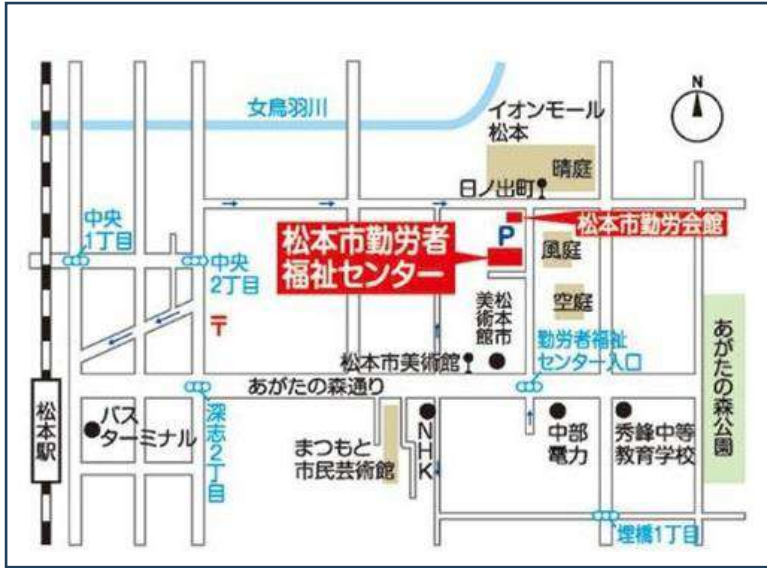 女鳥羽川
イオンモール
松本
晴庭
日ノ出町
N
中央
1丁目
中央
2丁目
松本市勤労者
福祉センター
P
松本市勤労会館
風庭
空庭
〒
松本市
美術館
松本市美術館
勤労者福祉
センター入口
あがたの森通り
あがたの森公園
松本駅
バス
ターミナル
深志2丁目
まつもと
市民芸術館
NHK
中部
電力
秀峰中等
教育学校
埋橋1丁目